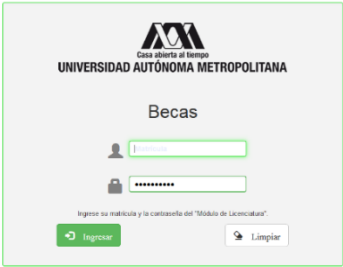 Casa abierta al tiempo
UNIVERSIDAD AUTÓNOMA METROPOLITANA
Becas
••••••••••
Ingrese su matrícula y la contraseña del "Módulo de Licenciatura".
Ingresar
Limpiar